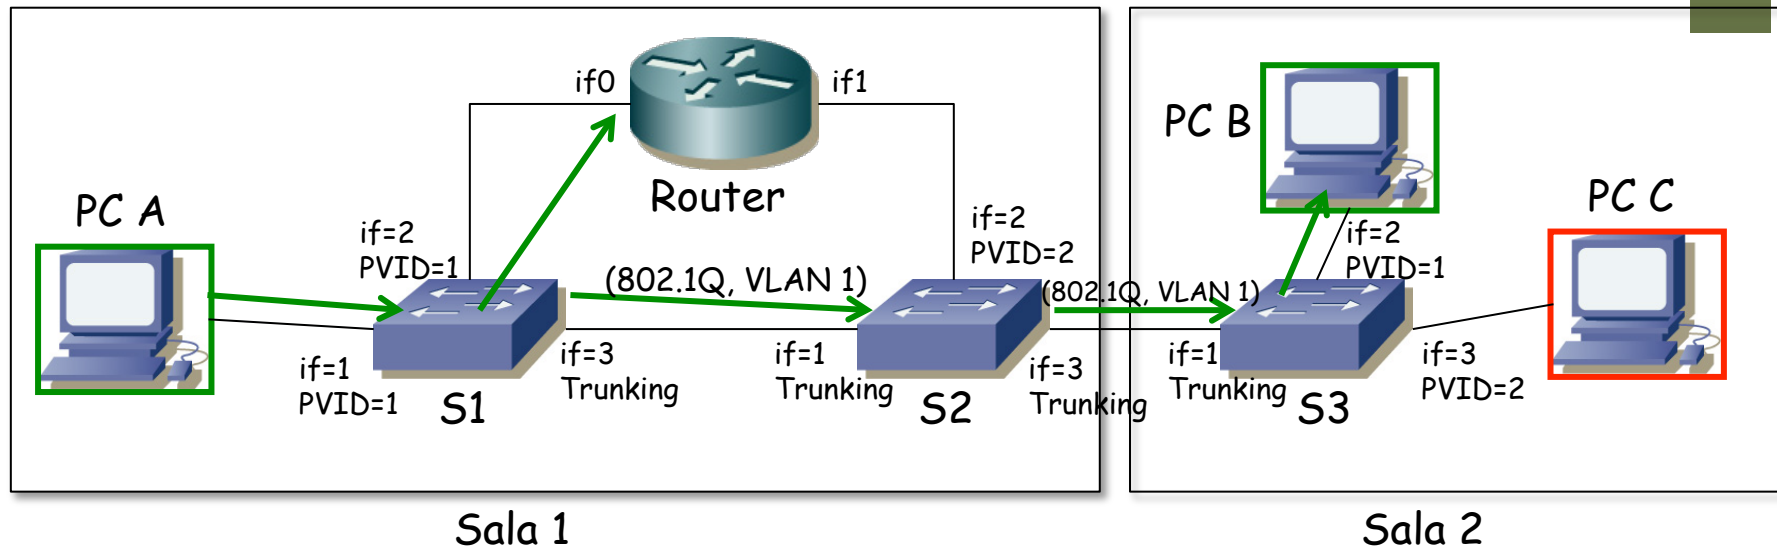 if0
if1
Router
PC A
if=2
PVID=1
(802.1Q, VLAN 1)
if=1
PVID=1
S1
if=3
Trunking
if=2
PVID=2
if=1
Trunking
S2
if=3
Trunking
(802.1Q, VLAN 1)
PC B
if=2
PVID=1
PC C
if=1
Trunking
S3
if=3
PVID=2
Sala 1
Sala 2